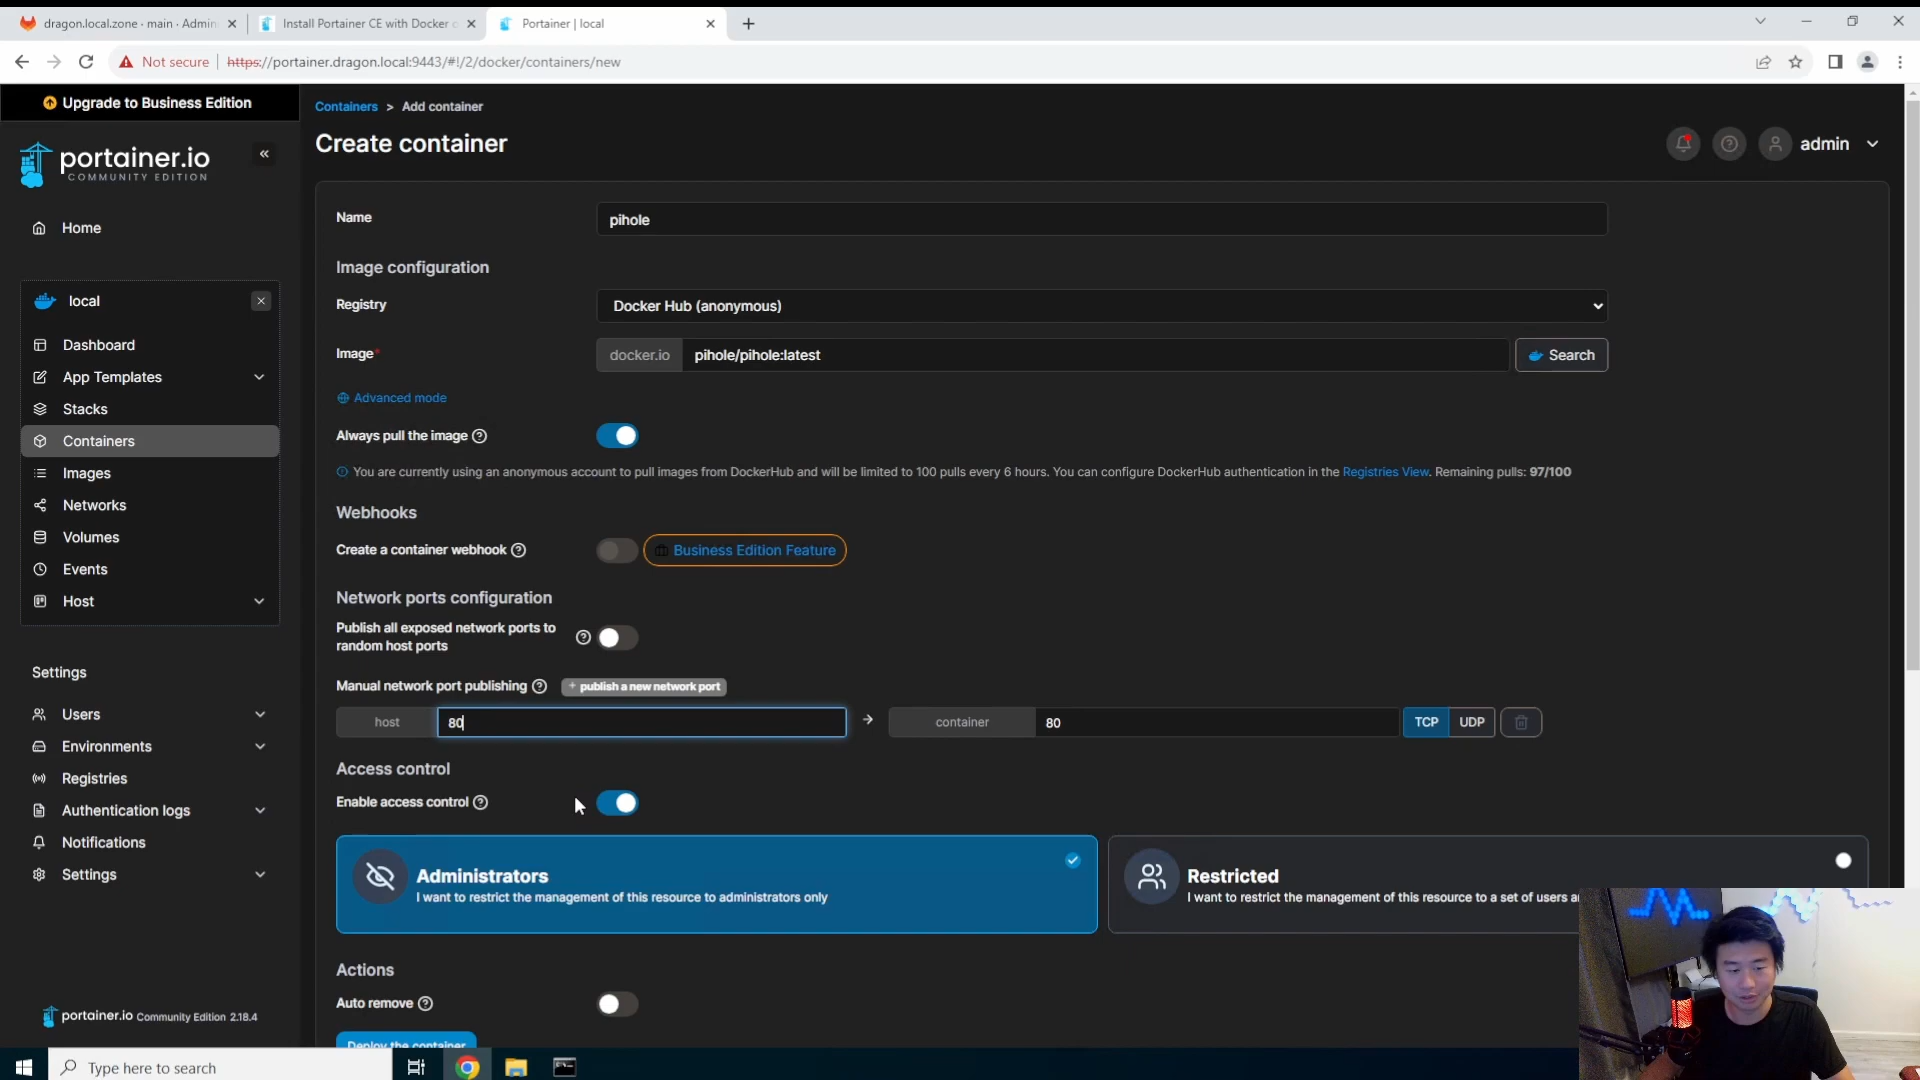 dragon.local.zone · main · Admin
Install Portainer CE with Docker o
Portainer | local
Not secure
https://portainer.dragon.local:9443/#!/2/docker/containers/new
Upgrade to Business Edition
portainer.io
COMMUNITY EDITION
Home
local
Dashboard
App Templates
Stacks
Containers
Images
Networks
Volumes
Events
Host
Settings
Users
Environments
Registries
Authentication logs
Notifications
Settings
portainer.io Community Edition 2.18.4
Containers > Add container
Create container
admin
Name
pihole
Image configuration
Registry
Docker Hub (anonymous)
Image*
docker.io
pihole/pihole:latest
Search
Advanced mode
Always pull the image
You are currently using an anonymous account to pull images from DockerHub and will be limited to 100 pulls every 6 hours. You can configure DockerHub authentication in the Registries View. Remaining pulls: 97/100
Webhooks
Create a container webhook
Business Edition Feature
Network ports configuration
Publish all exposed network ports to
random host ports
Manual network port publishing
+ publish a new network port
host
80
→
container
80
TCP
UDP
Access control
Enable access control
Administrators
I want to restrict the management of this resource to administrators only
Restricted
I want to restrict the management of this resource to a set of users
Actions
Auto remove
Deploy the container
Type here to search